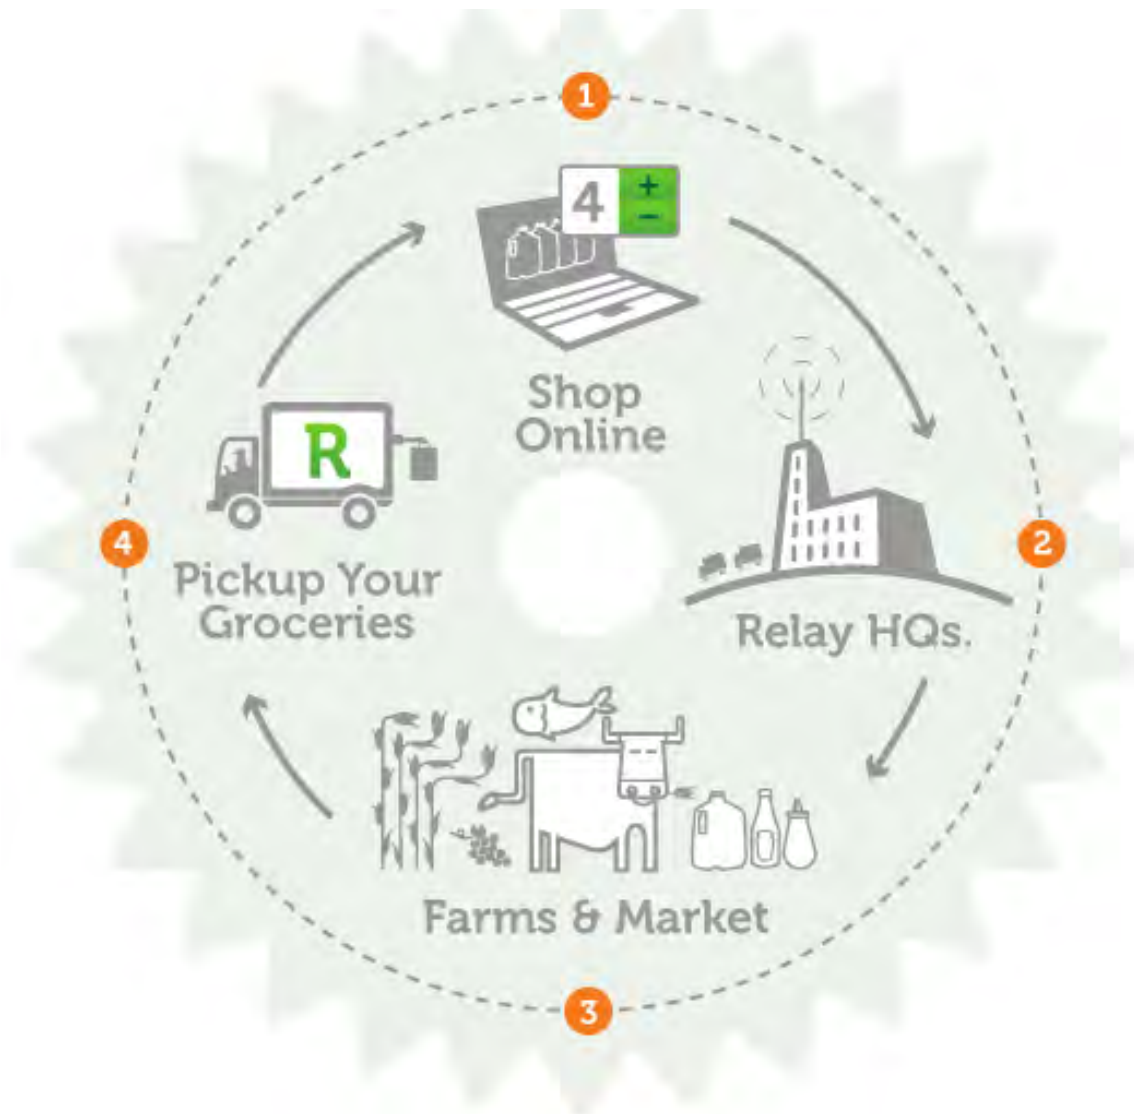 1
4
+
−
Shop
Online
2
Relay HQs.
3
Farms & Market
4
R
Pickup Your
Groceries